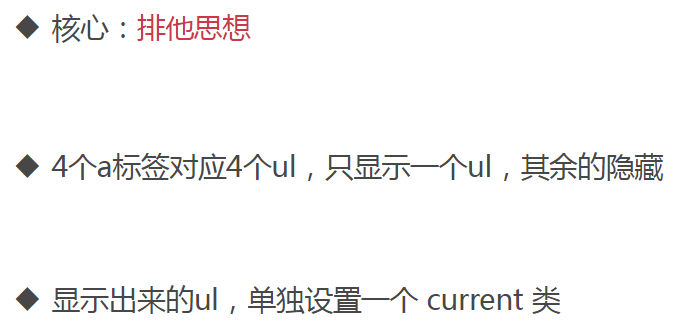 ◆ 核心：排他思想
◆ 4个a标签对应4个ul，只显示一个ul，其余的隐藏
◆ 显示出来的ul，单独设置一个 current 类